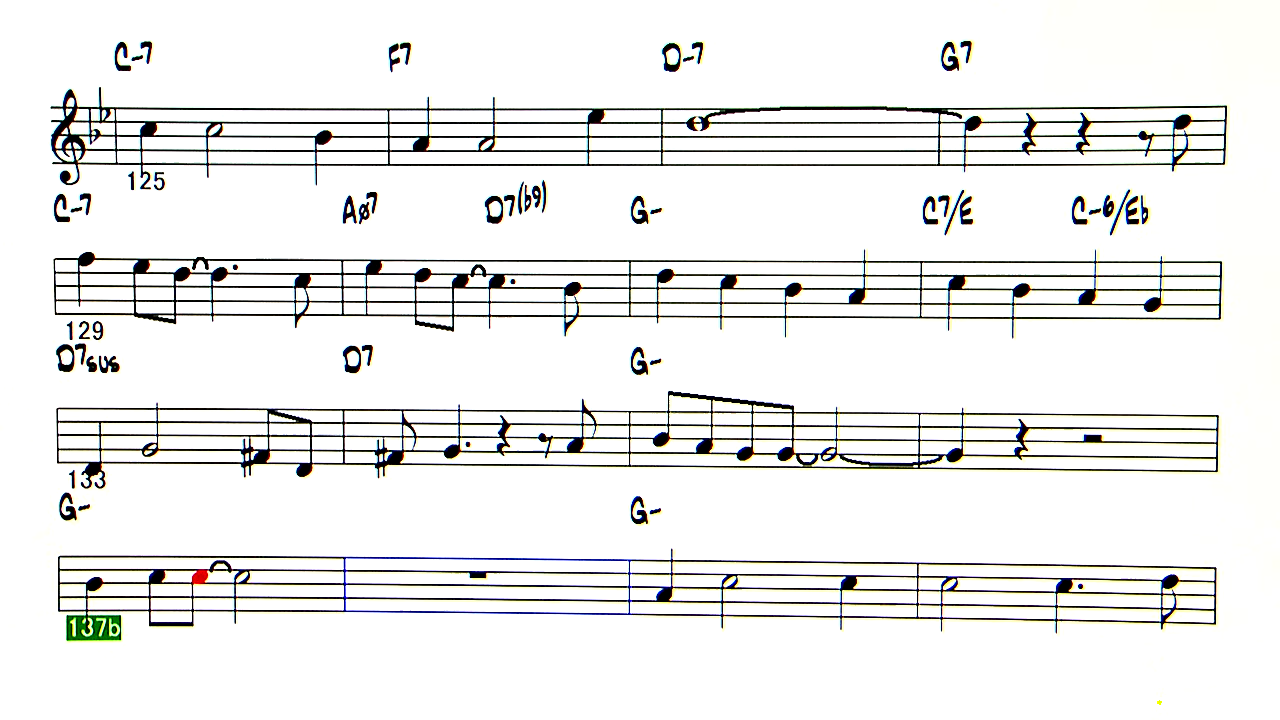 C-7 F7 D-7 G7
125
C-7 Aø7 D7(b9) G- C7/E C-6/Eb
129
D7sus D7 G-
133
G- G-
137b